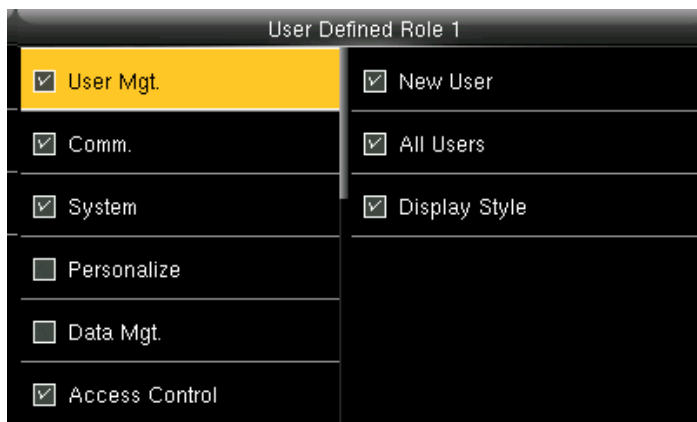 User Defined Role 1
User Mgt.
New User
Comm.
All Users
System
Display Style
Personalize
Data Mgt.
Access Control